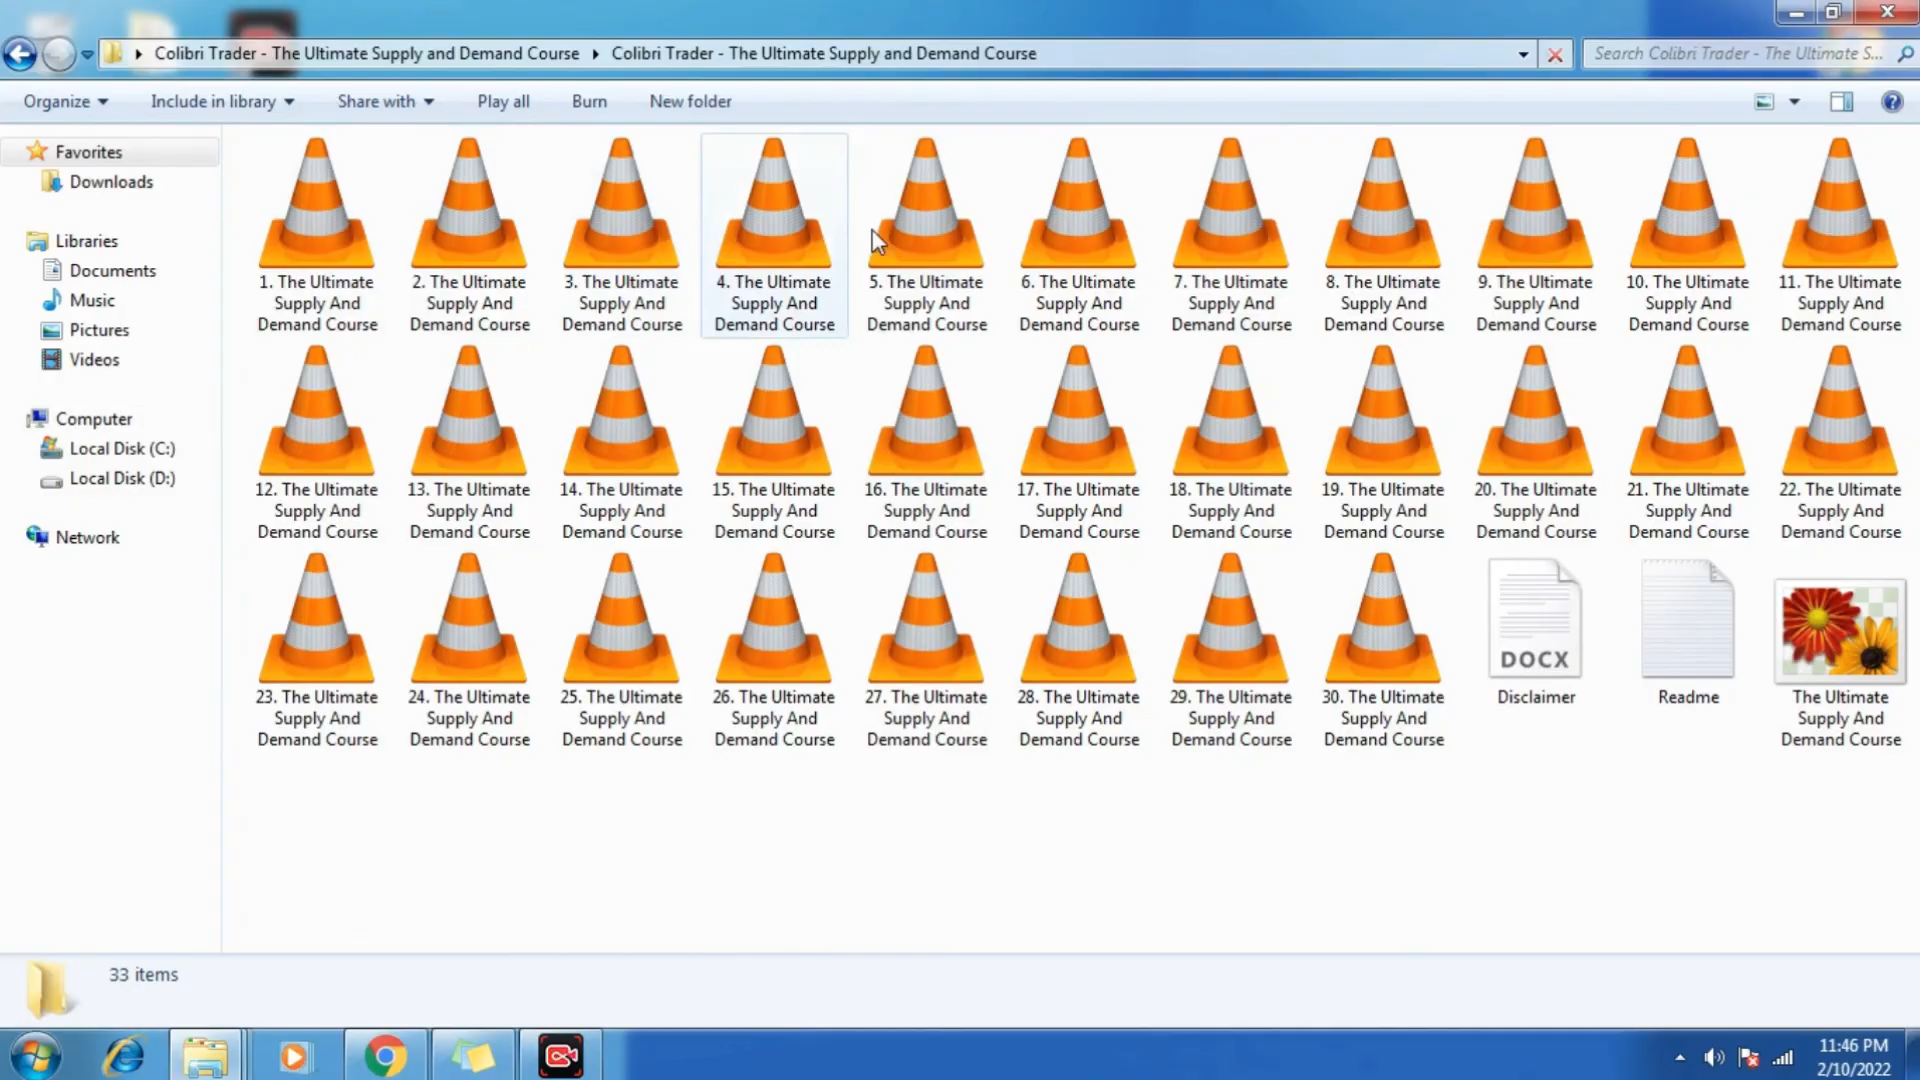 Colibri Trader - The Ultimate Supply and Demand Course Colibri Trader - The Ultimate Supply and Demand Course Search Colibri Trader - The Ultimate S...
Organize Include in library Share with Play all Burn New folder
Favorites
Downloads
Libraries
Documents
Music
Pictures
Videos
Computer
Local Disk (C:)
Local Disk (D:)
Network
1. The Ultimate 2. The Ultimate 3. The Ultimate 4. The Ultimate 5. The Ultimate 6. The Ultimate 7. The Ultimate 8. The Ultimate 9. The Ultimate 10. The Ultimate 11. The Ultimate
Supply And Supply And Supply And Supply And Supply And Supply And Supply And Supply And Supply And Supply And Supply And
Demand Course Demand Course Demand Course Demand Course Demand Course Demand Course Demand Course Demand Course Demand Course Demand Course Demand Course
12. The Ultimate 13. The Ultimate 14. The Ultimate 15. The Ultimate 16. The Ultimate 17. The Ultimate 18. The Ultimate 19. The Ultimate 20. The Ultimate 21. The Ultimate 22. The Ultimate
Supply And Supply And Supply And Supply And Supply And Supply And Supply And Supply And Supply And Supply And Supply And
Demand Course Demand Course Demand Course Demand Course Demand Course Demand Course Demand Course Demand Course Demand Course Demand Course Demand Course
DOCX
23. The Ultimate 24. The Ultimate 25. The Ultimate 26. The Ultimate 27. The Ultimate 28. The Ultimate 29. The Ultimate 30. The Ultimate Disclaimer Readme The Ultimate
Supply And Supply And Supply And Supply And Supply And Supply And Supply And Supply And Supply And
Demand Course Demand Course Demand Course Demand Course Demand Course Demand Course Demand Course Demand Course Demand Course
33 items
11:46 PM
2/10/2022